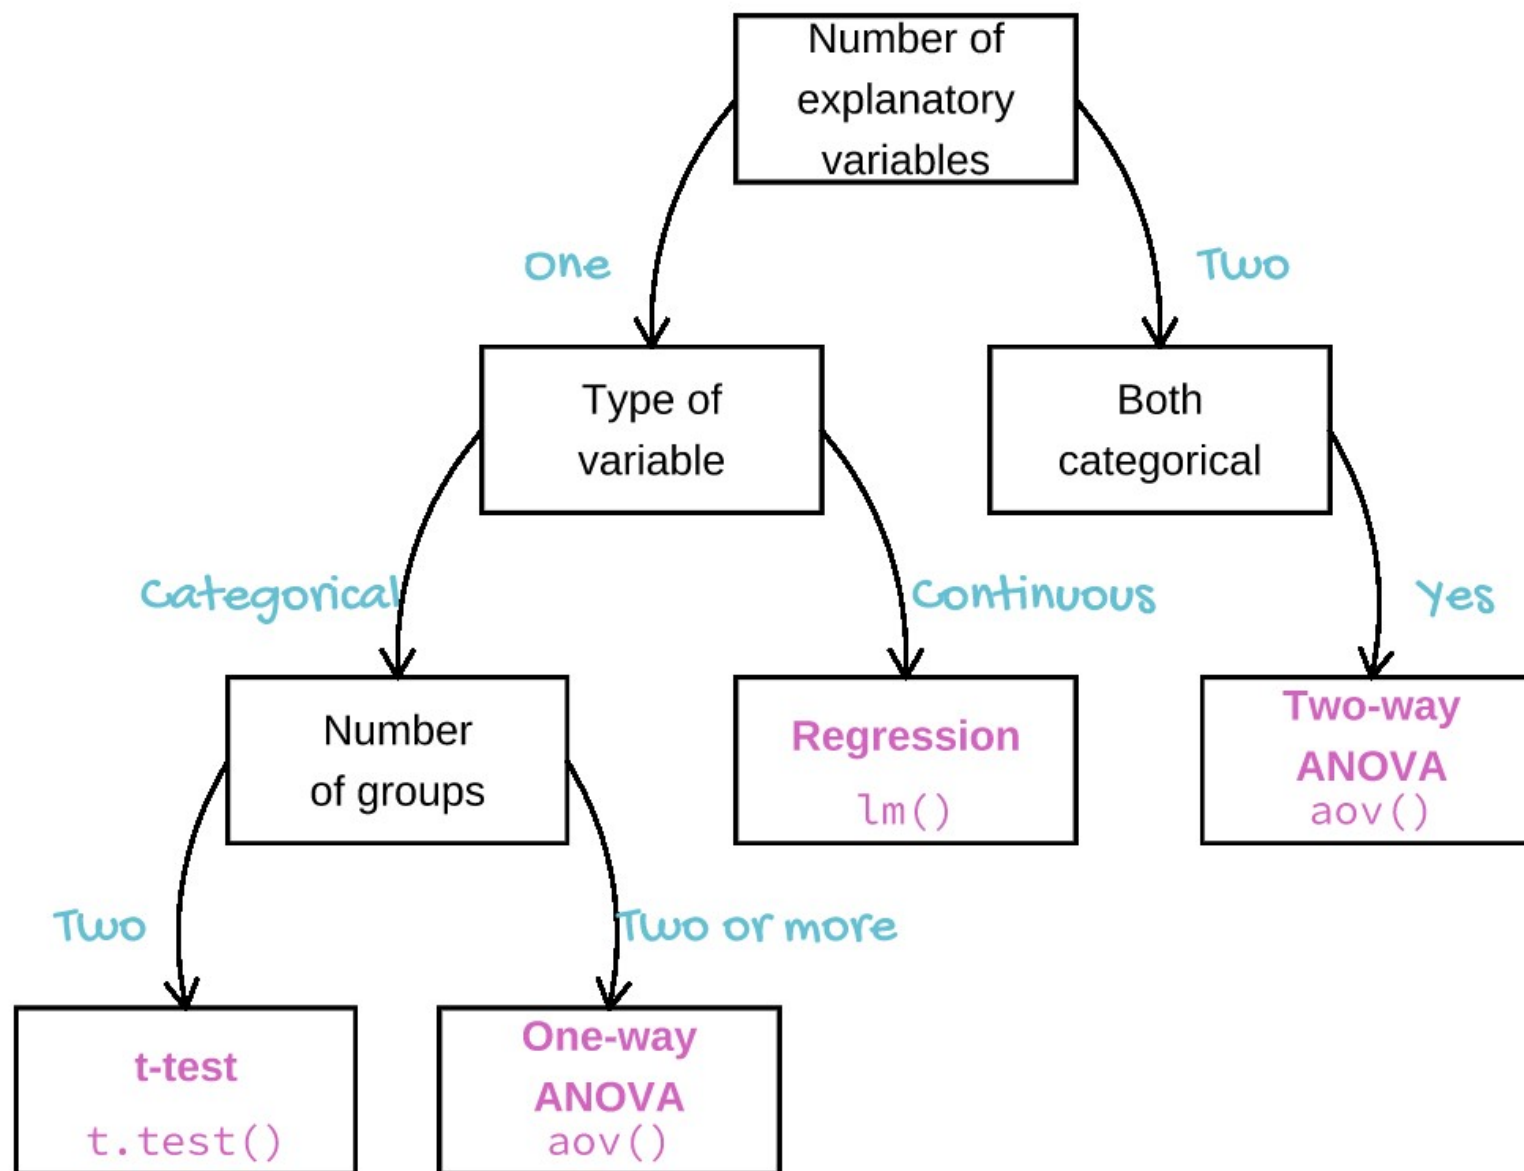 Number of
explanatory
variables
One
Two
Type of
variable
Both
categorical
Categorical
Continuous
Yes
Number
of groups
Regression
lm()
Two-way
ANOVA
aov()
Two
Two or more
t-test
t.test()
One-way
ANOVA
aov()